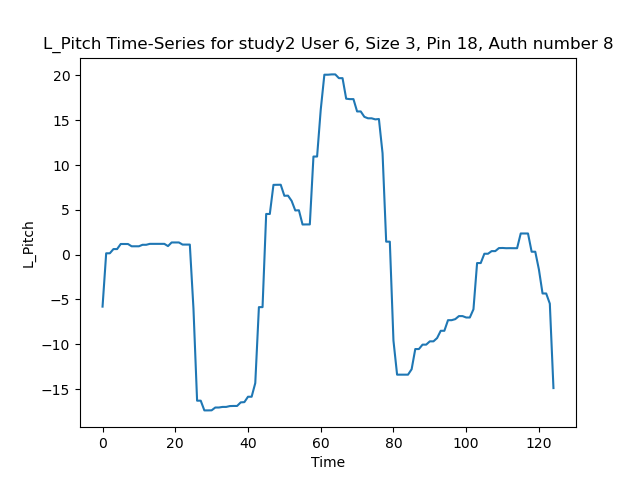 L_Pitch Time-Series for study2 User 6, Size 3, Pin 18, Auth number 8
20
15
10
5
0
−5
−10
−15
L_Pitch
0 20 40 60 80 100 120
Time